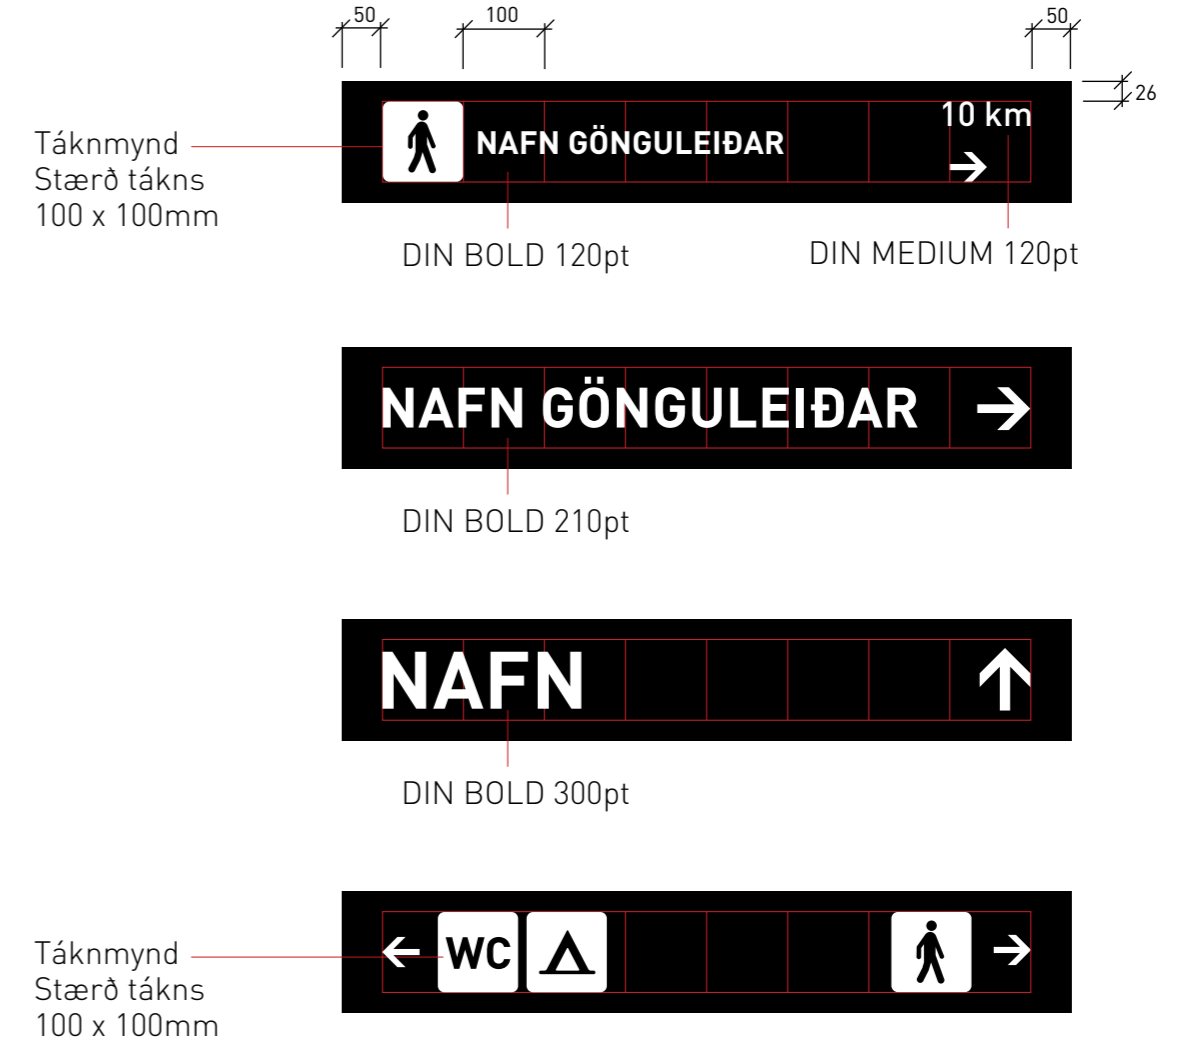 50
100
50
26
10 km
Táknmynd
Stærð tákns
100 x 100mm
NAFN GÖNGULEIÐAR
DIN BOLD 120pt
DIN MEDIUM 120pt
NAFN GÖNGULEIÐAR
DIN BOLD 210pt
NAFN
DIN BOLD 300pt
WC
Táknmynd
Stærð tákns
100 x 100mm